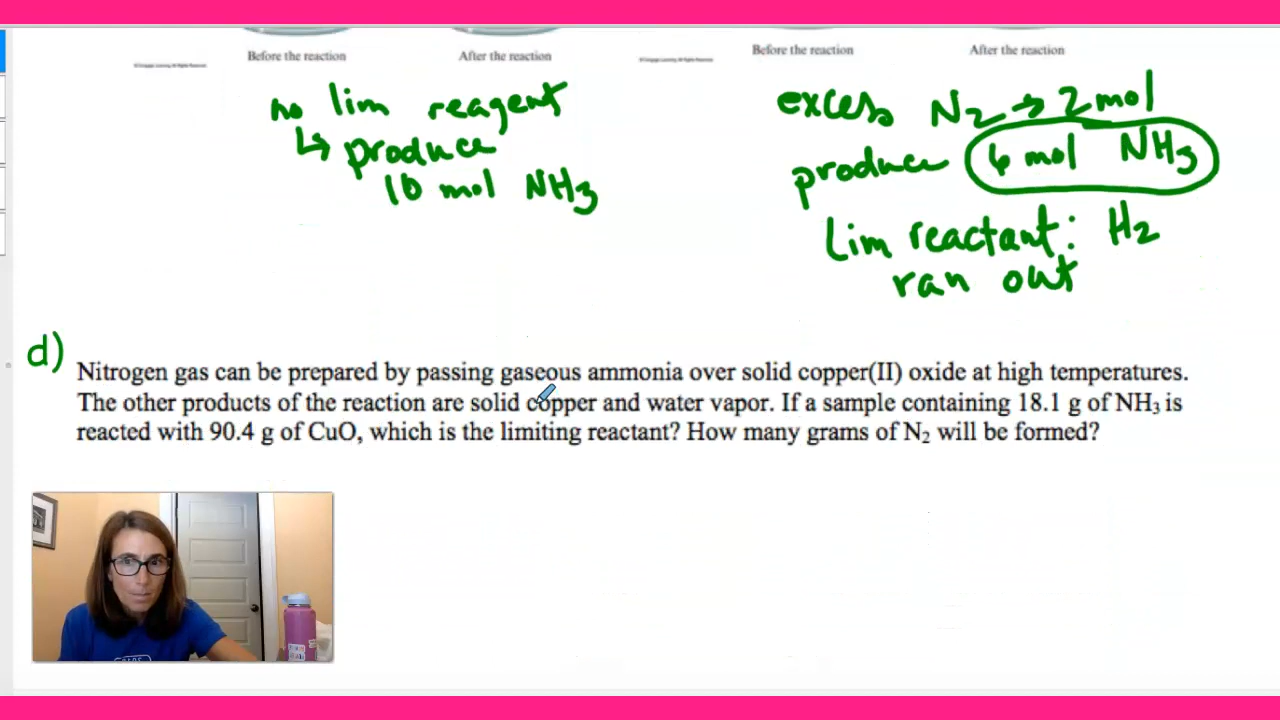 Before the reaction
After the reaction
Before the reaction
After the reaction
no lim reagent
↳ produce
10 mol NH3
exces N2 → 2 mol
produce 6 mol NH3
Lim reactant: H2
ran out
d)
Nitrogen gas can be prepared by passing gaseous ammonia over solid copper(II) oxide at high temperatures.
The other products of the reaction are solid copper and water vapor. If a sample containing 18.1 g of NH₃ is
reacted with 90.4 g of CuO, which is the limiting reactant? How many grams of N₂ will be formed?